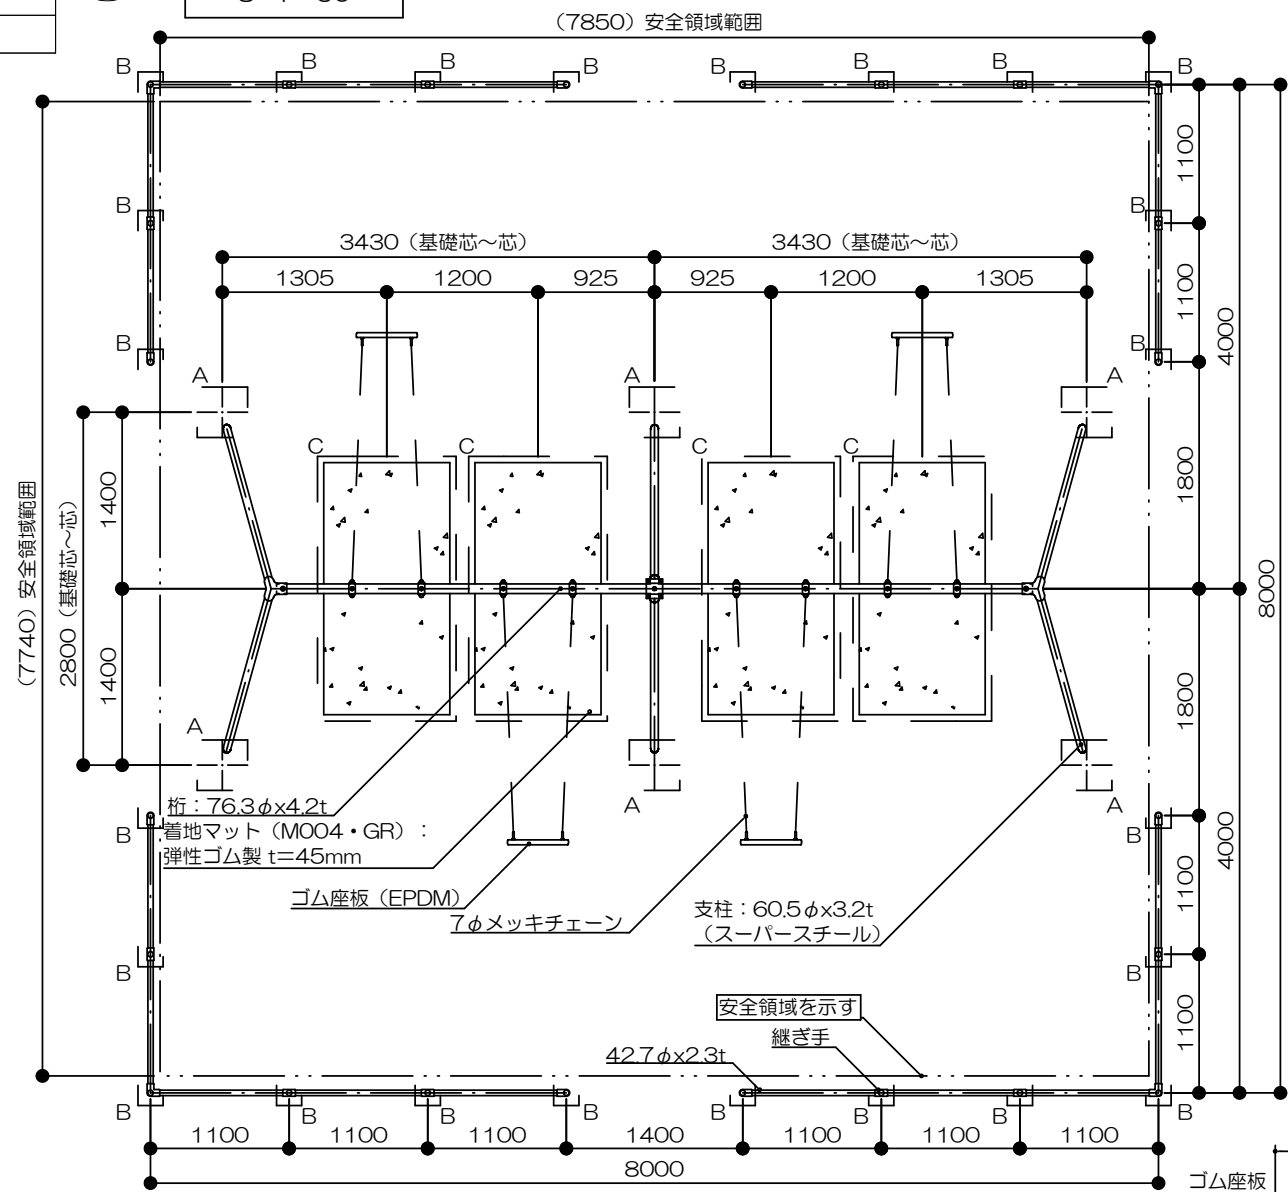 (7850) 安全領域範囲
B B B B B B B B
1100
B B
3430 (基礎芯~芯) 3430 (基礎芯~芯)
1305 1200 925 925 1200 1305
1100
4000
B B
A A A
8000
C C C
(7740) 安全領域範囲
2800 (基礎芯~芯)
1400
1800
1400
1800
A A A
桁:76.3φx4.2t
着地マット(M004・GR):
弾性ゴム製 t=45mm
B B
4000
1100
ゴム座板(EPDM)
7φメッキチェーン
支柱:60.5φx3.2t
(スーパースチール)
B B
安全領域を示す
継ぎ手
42.7φx2.3t
1100
B B B B B B B B
1100 1100 1100 1400 1100 1100 1100
8000
ゴム座板